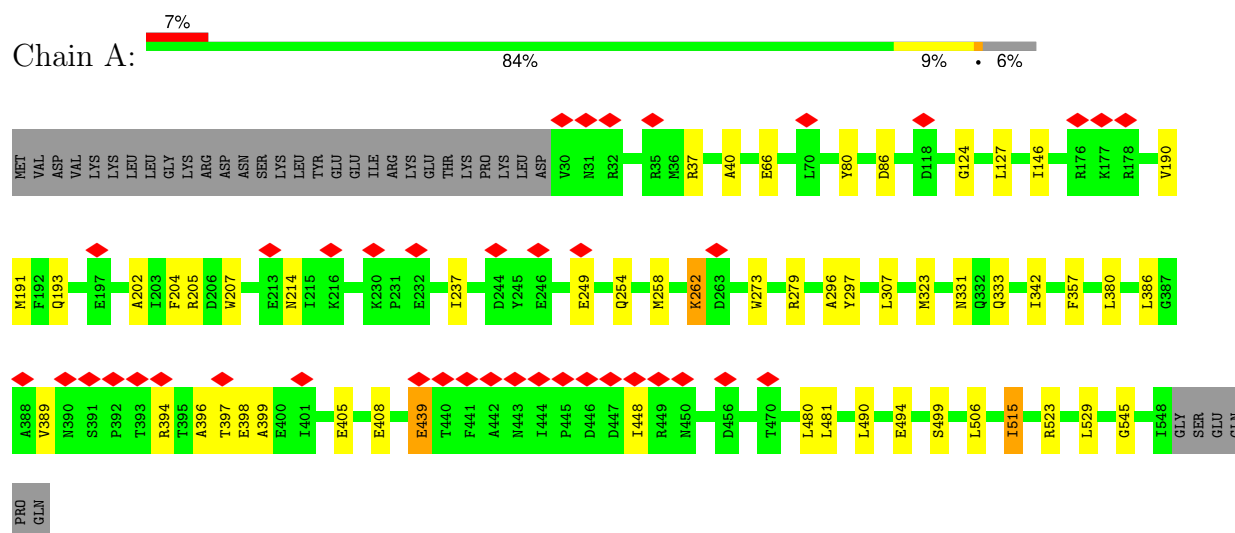 7%
Chain A:
84% 9% • 6%
MET VAL ASP VAL LYS LYS LEU LEU GLY LYS ARG ASP ASN SER LYS LEU TYR GLU GLU ILE ARG LYS GLU THR LYS PRO LYS LEU ASP V30 N31 R32 R35 M36 R37 A40 E66 L70 Y80 D86 D118 G124 L127 I146 R176 K177 R178 V190
M191 F192 Q193 E197 A202 I203 F204 R205 D206 W207 E213 N214 I215 K216 K230 P231 E232 I237 D244 Y245 E246 E249 Q254 M258 K262 D263 W273 R279 A296 Y297 L307 M323 N331 Q332 Q333 I342 F357 L380 L386 G387
A388 V389 N390 S391 P392 T393 R394 T395 A396 T397 E398 A399 E400 I401 E405 E408 E439 T440 F441 A442 N443 I444 P445 D446 D447 I448 R449 N450 D456 T470 L480 L481 L490 E494 S499 L506 I515 R523 L529 G545 I548 GLY SER GLU GLN
PRO GLN